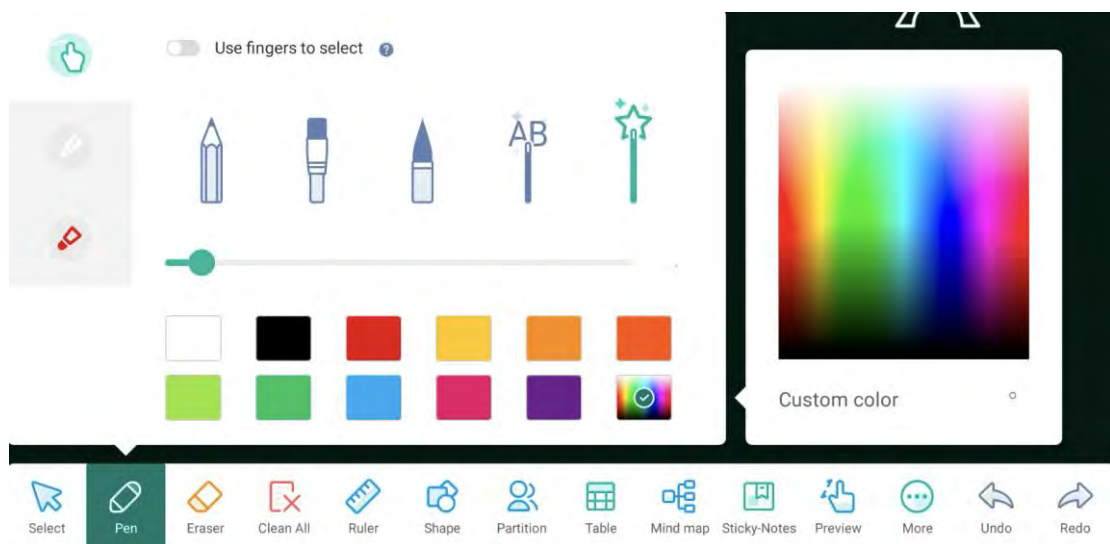 Use fingers to select ?
AB
Custom color
Select Pen Eraser Clean All Ruler Shape Partition Table Mind map Sticky-Notes Preview More Undo Redo